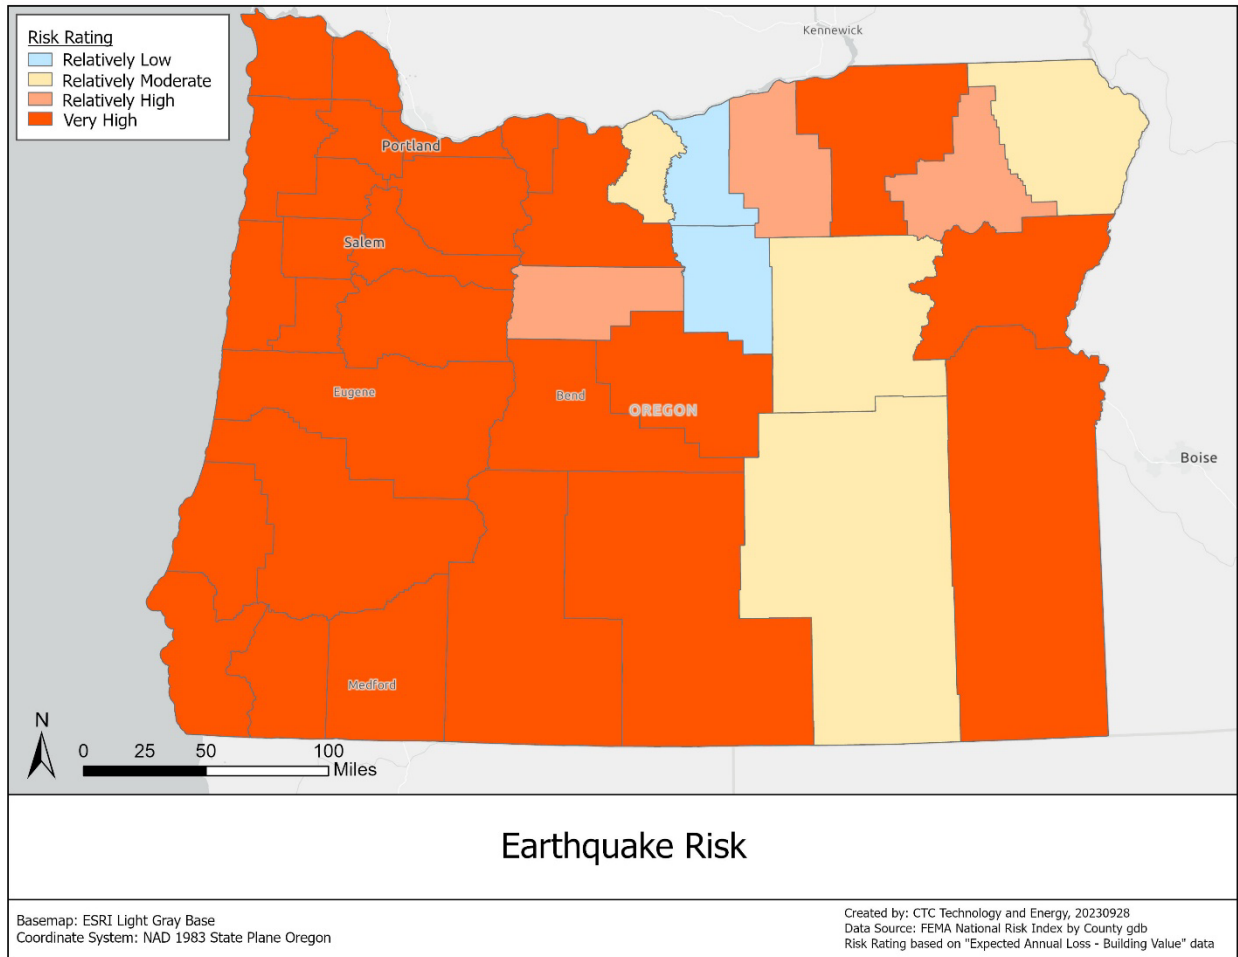 Risk Rating
Relatively Low
Relatively Moderate
Relatively High
Very High
Kennewick
Portland
Salem
Eugene
Bend
OREGON
Boise
Medford
N
0 25 50 100
Miles
Earthquake Risk
Basemap: ESRI Light Gray Base
Coordinate System: NAD 1983 State Plane Oregon
Created by: CTC Technology and Energy, 20230928
Data Source: FEMA National Risk Index by County gdb
Risk Rating based on "Expected Annual Loss - Building Value" data